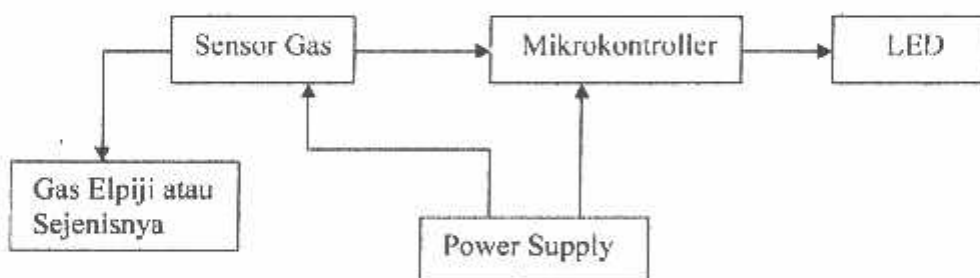 Sensor Gas
Mikrokontroller
LED
Gas Elpiji atau
Sejenisnya
Power Supply